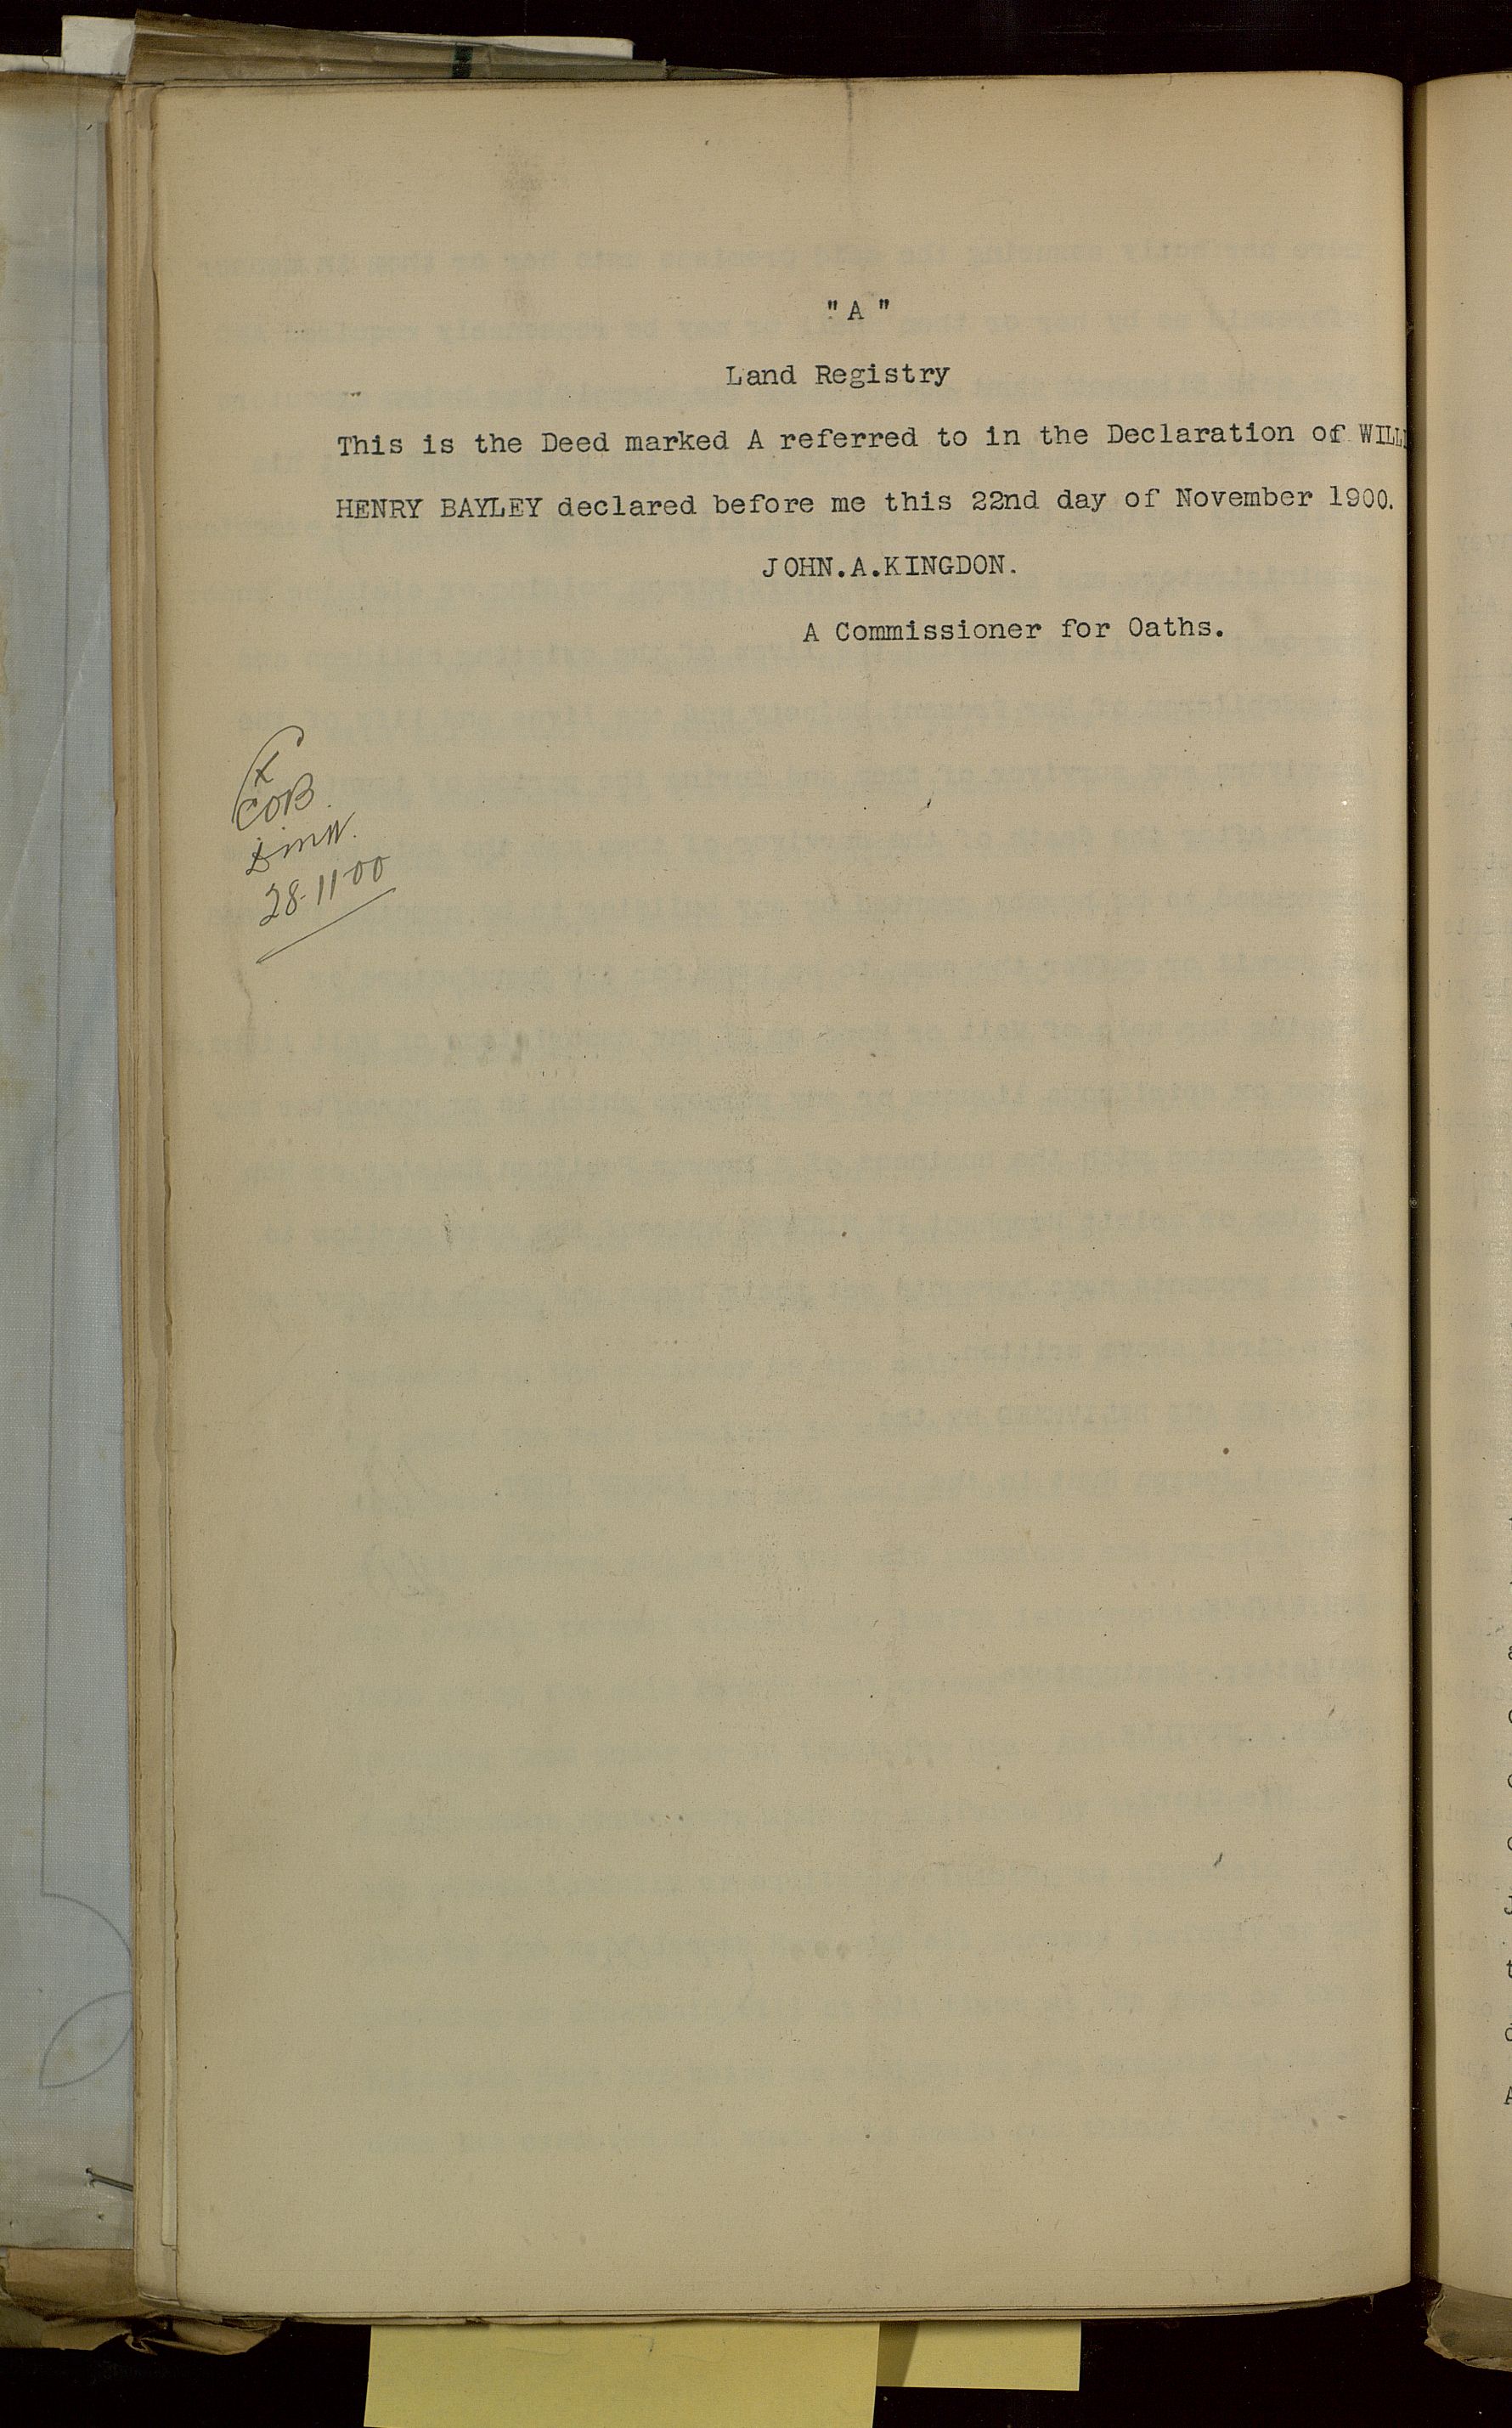 "A"
Land Registry
This is the Deed marked A referred to in the Declaration of WILLI
HENRY BAYLEY declared before me this 22nd day of November 1900.
JOHN.A.KINGDON.
A Commissioner for Oaths.
COB
28-11-00